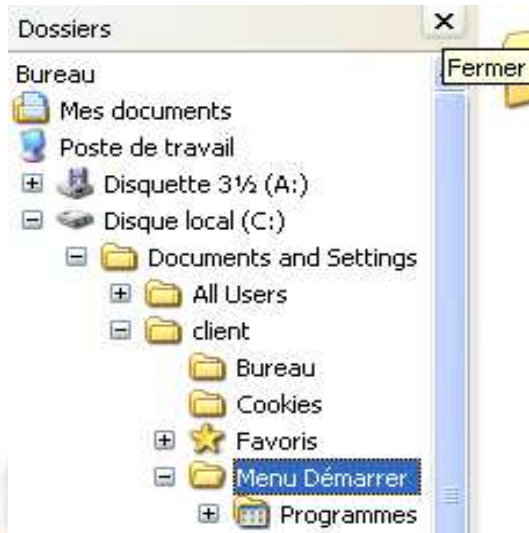 Dossiers
Fermer
Bureau
Mes documents
Poste de travail
Disquette 3½ (A:)
Disque local (C:)
Documents and Settings
All Users
client
Bureau
Cookies
Favoris
Menu Démarrer
Programmes